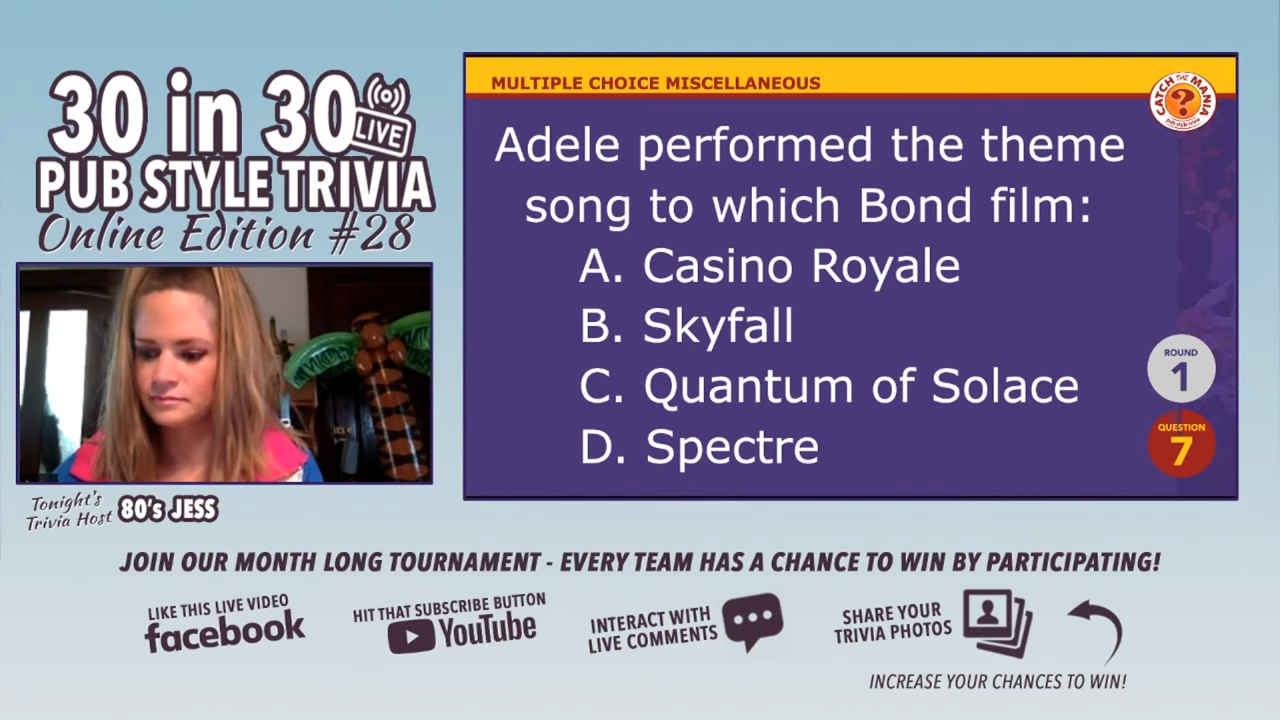 30 in 30
LIVE
PUB STYLE TRIVIA
Online Edition #28
MULTIPLE CHOICE MISCELLANEOUS
CATCH THE MANIA
?
pub style trivia
Adele performed the theme
song to which Bond film:
A. Casino Royale
B. Skyfall
C. Quantum of Solace
D. Spectre
ROUND
1
QUESTION
7
Tonight's
Trivia Host
80's JESS
JOIN OUR MONTH LONG TOURNAMENT - EVERY TEAM HAS A CHANCE TO WIN BY PARTICIPATING!
LIKE THIS LIVE VIDEO
facebook
HIT THAT SUBSCRIBE BUTTON
YouTube
INTERACT WITH
LIVE COMMENTS
SHARE YOUR
TRIVIA PHOTOS
INCREASE YOUR CHANCES TO WIN!